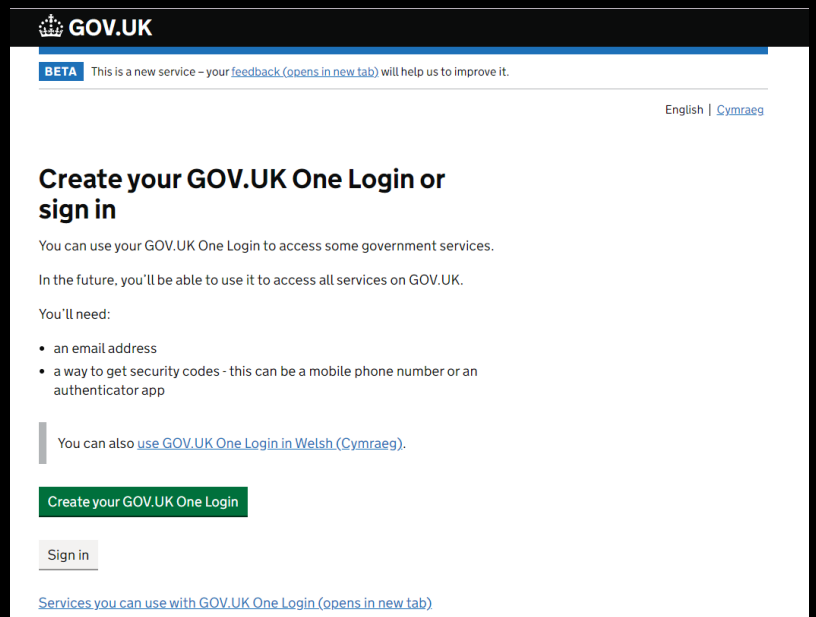 GOV.UK
BETA This is a new service – your feedback (opens in new tab) will help us to improve it.
English | Cymraeg
Create your GOV.UK One Login or
sign in
You can use your GOV.UK One Login to access some government services.
In the future, you'll be able to use it to access all services on GOV.UK.
You'll need:
• an email address
• a way to get security codes - this can be a mobile phone number or an
authenticator app
You can also use GOV.UK One Login in Welsh (Cymraeg).
Create your GOV.UK One Login
Sign in
Services you can use with GOV.UK One Login (opens in new tab)